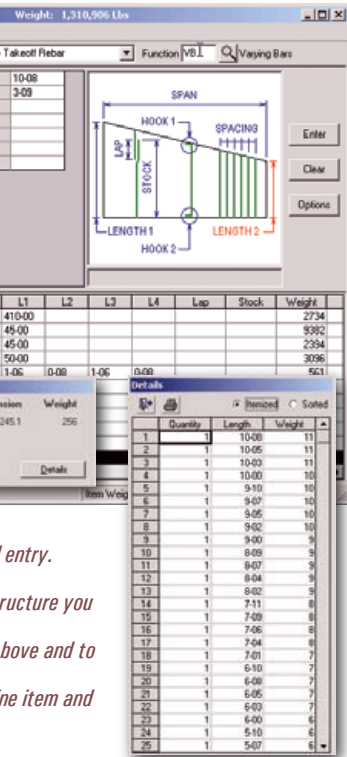 Weight: 1,310,906 Lbs
Takeoff Rebar Function VB Varying Bars
10-08
3-09
SPAN
HOOK 1
SPACING
LAP
STOCK
LENGTH 1
LENGTH 2
HOOK 2
Enter
Clear
Options
L1 L2 L3 L4 Lap Stock Weight
410-00 2734
45-00 9382
45-00 2394
50-00 3096
1-06 0-08 1-06 0-08 561
Weight
245.1 256
Details
Details
Itemized Sorted
Quantity Length Weight
1 1 10-08 11
2 1 10-05 11
3 1 10-03 11
4 1 10-00 10
5 1 9-10 10
6 1 9-07 10
7 1 9-05 10
8 1 9-02 10
9 1 9-00 9
10 1 8-09 9
11 1 8-07 9
12 1 8-04 9
13 1 8-02 9
14 1 7-11 8
15 1 7-09 8
16 1 7-06 8
17 1 7-04 8
18 1 7-01 7
19 1 6-10 7
20 1 6-08 7
21 1 6-05 7
22 1 6-03 7
23 1 6-00 6
24 1 5-10 6
25 1 5-07 6
Item
entry.
ructure you
bove and to
ine item and